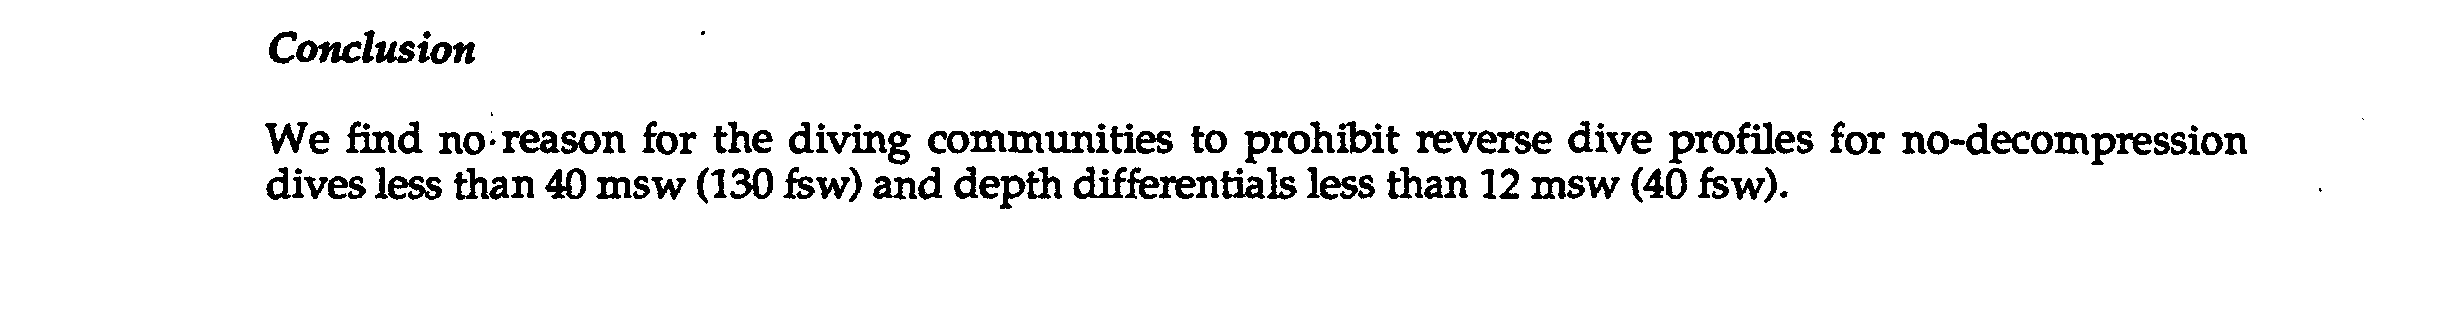 Conclusion
We find no reason for the diving communities to prohibit reverse dive profiles for no-decompression
dives less than 40 msw (130 fsw) and depth differentials less than 12 msw (40 fsw).